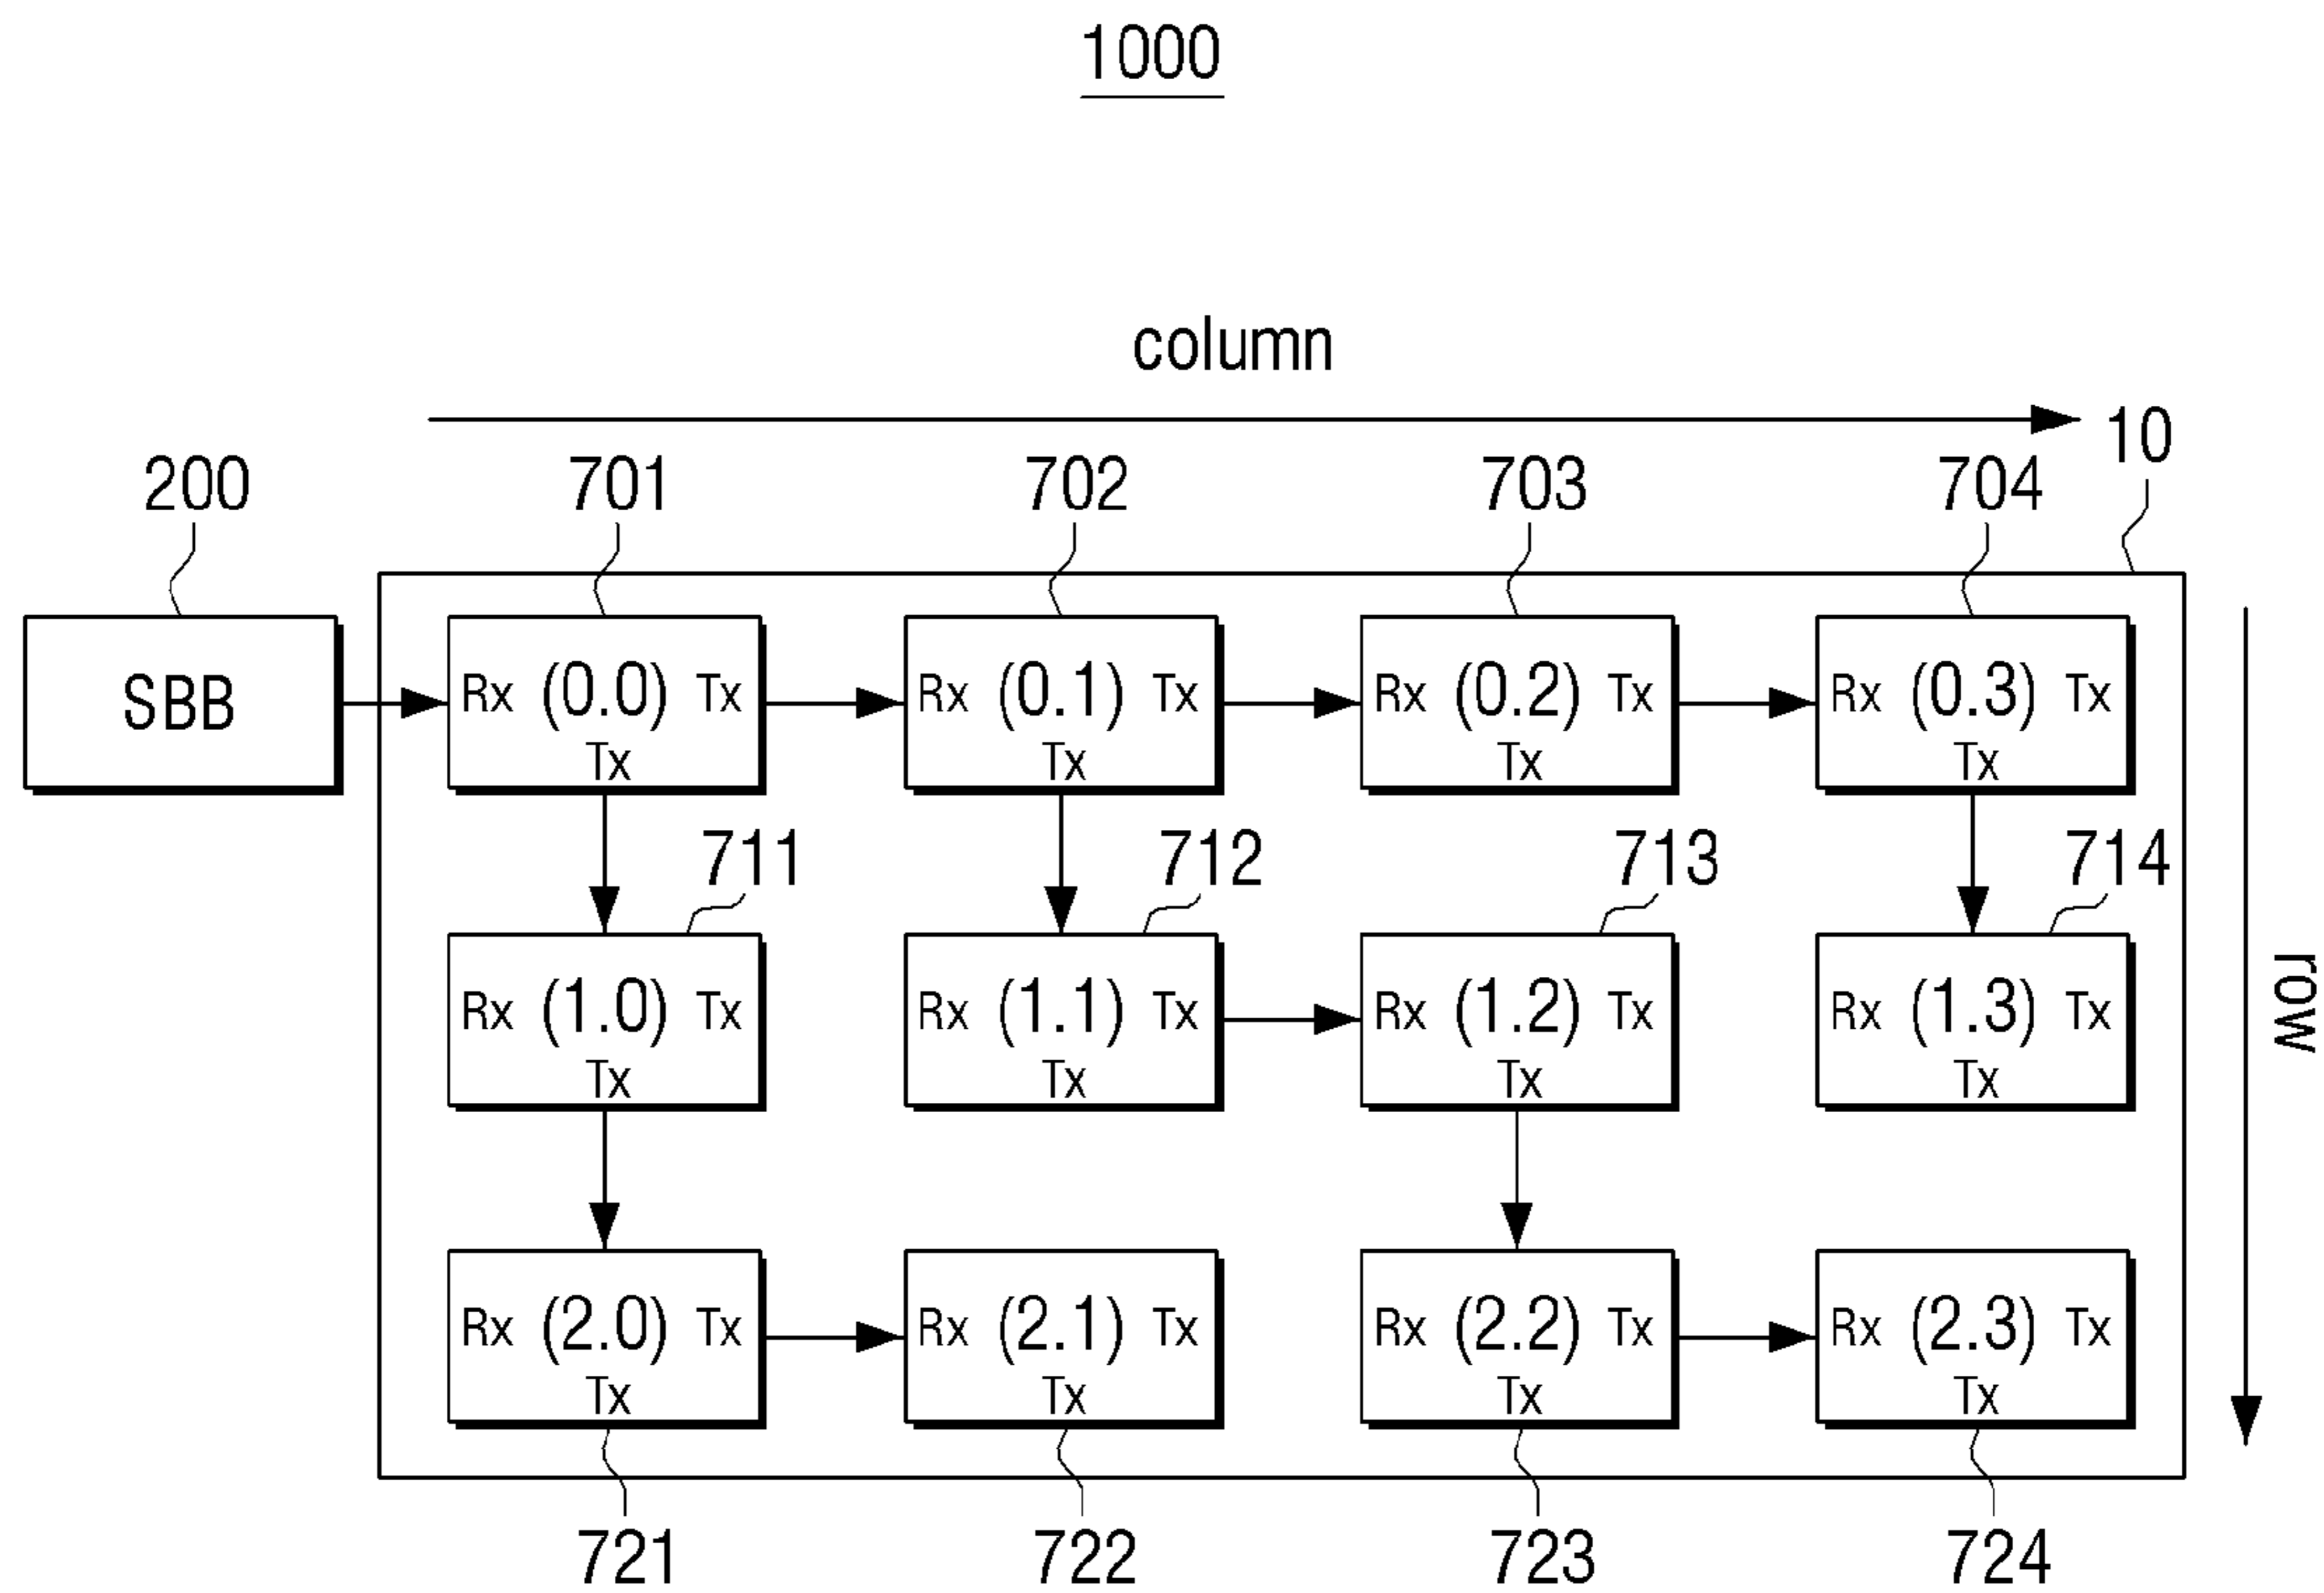 1000
column
10
200
701
702
703
704
SBB
Rx (0.0) Tx
Tx
Rx (0.1) Tx
Tx
Rx (0.2) Tx
Tx
Rx (0.3) Tx
Tx
711
712
713
714
row
Rx (1.0) Tx
Tx
Rx (1.1) Tx
Tx
Rx (1.2) Tx
Tx
Rx (1.3) Tx
Tx
Rx (2.0) Tx
Tx
Rx (2.1) Tx
Tx
Rx (2.2) Tx
Tx
Rx (2.3) Tx
Tx
721
722
723
724